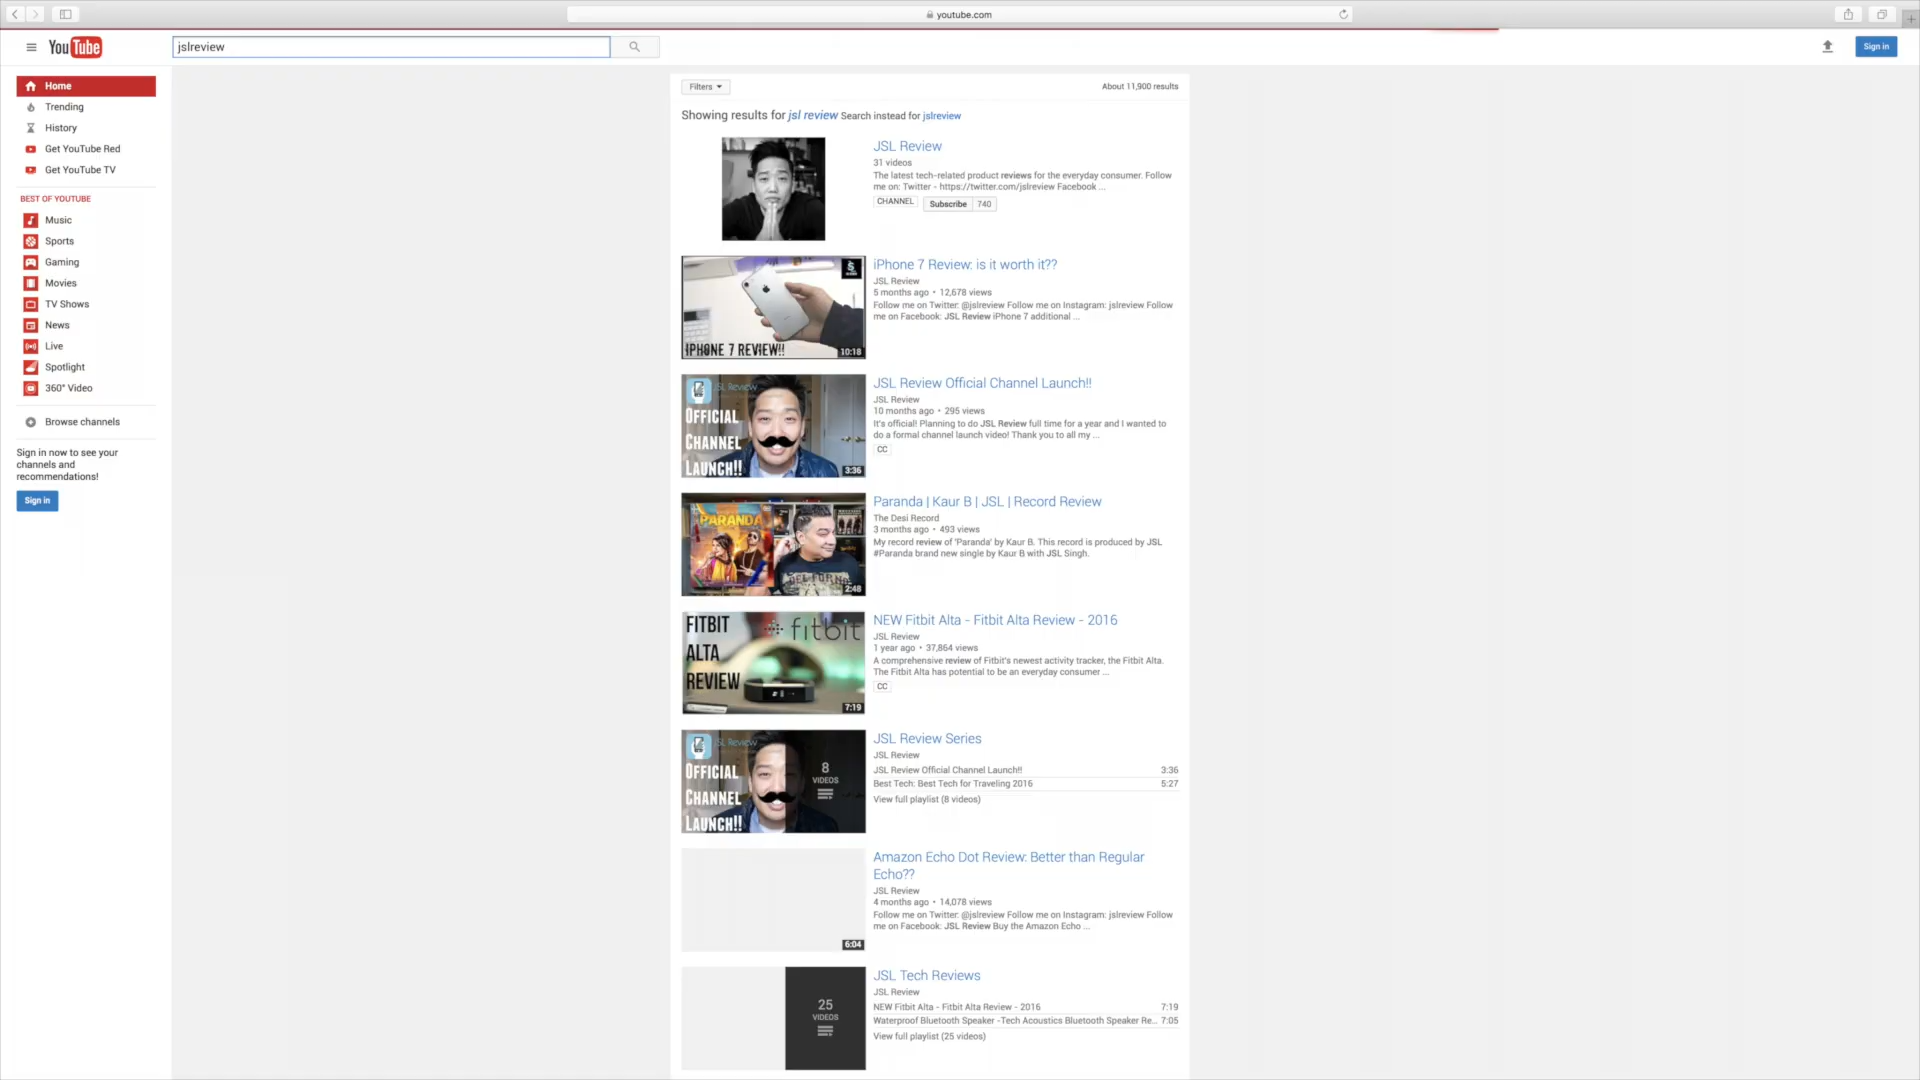 youtube.com
YouTube
jslreview
Sign in
Home
Trending
History
Get YouTube Red
Get YouTube TV
BEST OF YOUTUBE
Music
Sports
Gaming
Movies
TV Shows
News
Live
Spotlight
360° Video
Browse channels
Sign in now to see your
channels and
recommendations!
Sign in
Filters
About 11,900 results
Showing results for jsl review Search instead for jslreview
JSL Review
31 videos
The latest tech-related product reviews for the everyday consumer. Follow
me on: Twitter - https://twitter.com/jslreview Facebook ...
CHANNEL
Subscribe 740
IPHONE 7 REVIEW!!
10:18
iPhone 7 Review: is it worth it??
JSL Review
5 months ago • 12,678 views
Follow me on Twitter: @jslreview Follow me on Instagram: jslreview Follow
me on Facebook: JSL Review iPhone 7 additional ...
JSL Review
OFFICIAL
CHANNEL
LAUNCH!!
3:36
JSL Review Official Channel Launch!!
JSL Review
10 months ago • 295 views
It's official! Planning to do JSL Review full time for a year and I wanted to
do a formal channel launch video! Thank you to all my ...
CC
PARANDA
2:48
Paranda | Kaur B | JSL | Record Review
The Desi Record
3 months ago • 493 views
My record review of 'Paranda' by Kaur B. This record is produced by JSL
#Paranda brand new single by Kaur B with JSL Singh.
FITBIT
ALTA
REVIEW
fitbit
7:19
NEW Fitbit Alta - Fitbit Alta Review - 2016
JSL Review
1 year ago • 37,864 views
A comprehensive review of Fitbit's newest activity tracker, the Fitbit Alta.
The Fitbit Alta has potential to be an everyday consumer ...
CC
JSL Review
OFFICIAL
CHANNEL
LAUNCH!!
8
VIDEOS
JSL Review Series
JSL Review
JSL Review Official Channel Launch!! 3:36
Best Tech: Best Tech for Traveling 2016 5:27
View full playlist (8 videos)
6:04
Amazon Echo Dot Review: Better than Regular
Echo??
JSL Review
4 months ago • 14,078 views
Follow me on Twitter: @jslreview Follow me on Instagram: jslreview Follow
me on Facebook: JSL Review Buy the Amazon Echo ...
25
VIDEOS
JSL Tech Reviews
JSL Review
NEW Fitbit Alta - Fitbit Alta Review - 2016 7:19
Waterproof Bluetooth Speaker -Tech Acoustics Bluetooth Speaker Re... 7:05
View full playlist (25 videos)